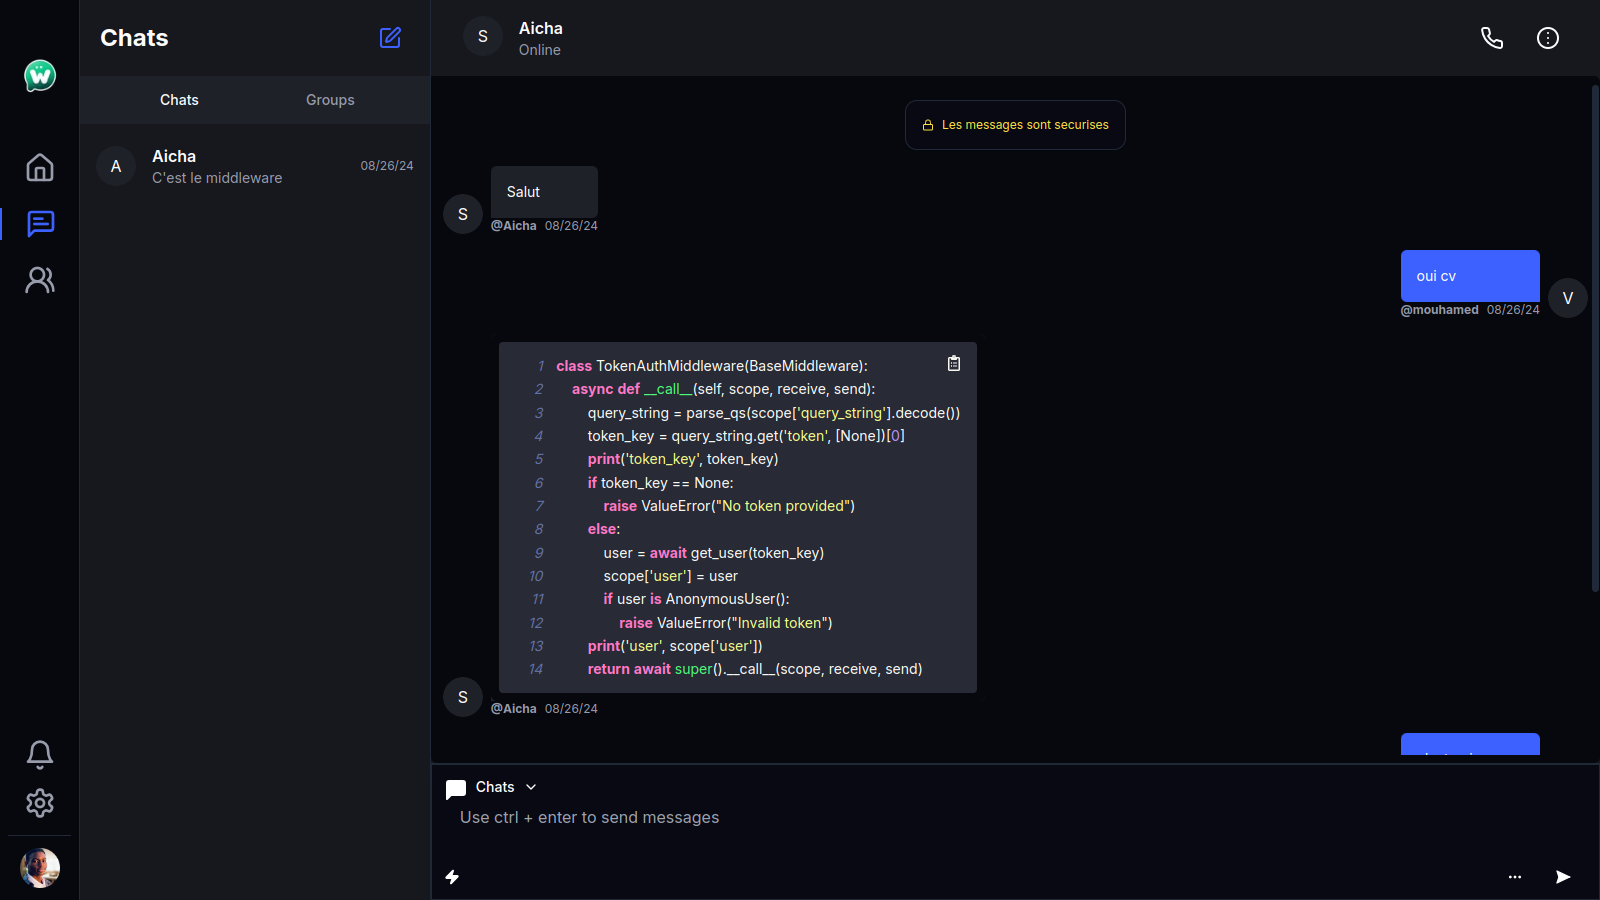 Chats
Chats Groups
A
Aicha
08/26/24
C'est le middleware
S
Aicha
Online
Les messages sont securises
Salut
S
@Aicha 08/26/24
oui cv
V
@mouhamed 08/26/24
1 class TokenAuthMiddleware(BaseMiddleware):
2 async def __call__(self, scope, receive, send):
3 query_string = parse_qs(scope['query_string'].decode())
4 token_key = query_string.get('token', [None])[0]
5 print('token_key', token_key)
6 if token_key == None:
7 raise ValueError("No token provided")
8 else:
9 user = await get_user(token_key)
10 scope['user'] = user
11 if user is AnonymousUser():
12 raise ValueError("Invalid token")
13 print('user', scope['user'])
14 return await super().__call__(scope, receive, send)
S
@Aicha 08/26/24
Chats
Use ctrl + enter to send messages